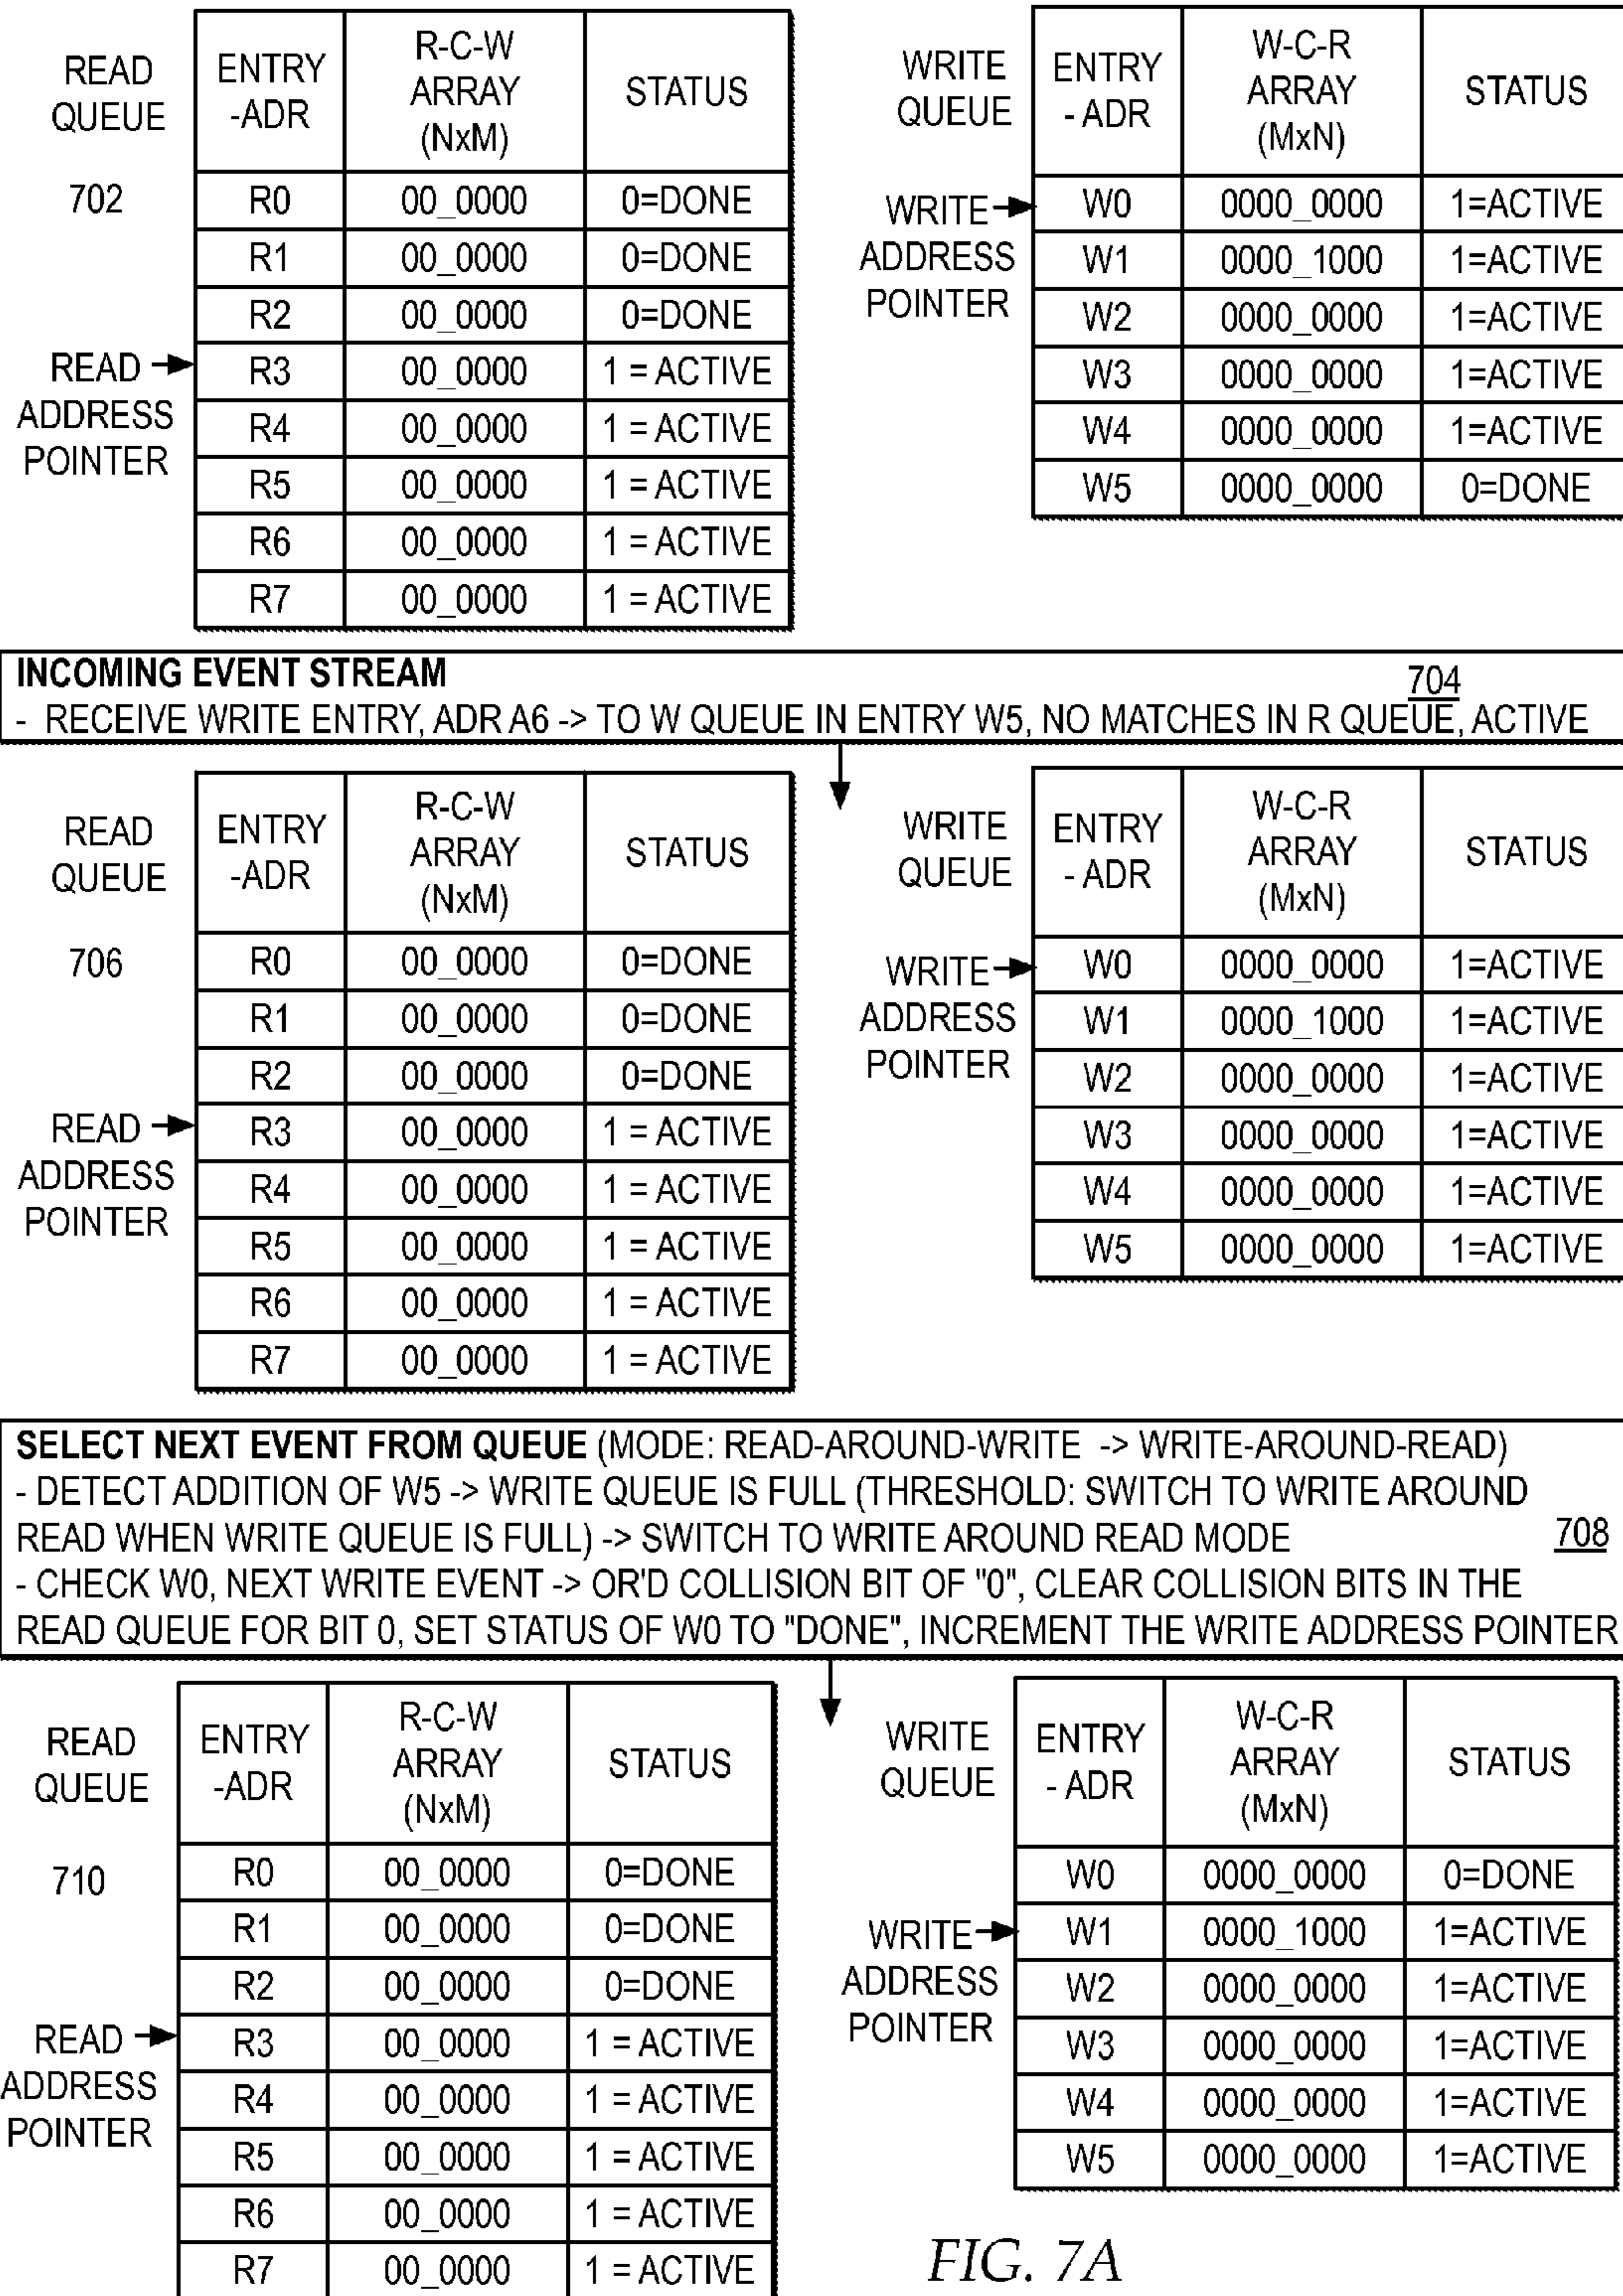 READ QUEUE
702
READ ADDRESS POINTER
ENTRY -ADR | R-C-W ARRAY (NxM) | STATUS
R0 | 00_0000 | 0=DONE
R1 | 00_0000 | 0=DONE
R2 | 00_0000 | 0=DONE
R3 | 00_0000 | 1 = ACTIVE
R4 | 00_0000 | 1 = ACTIVE
R5 | 00_0000 | 1 = ACTIVE
R6 | 00_0000 | 1 = ACTIVE
R7 | 00_0000 | 1 = ACTIVE
WRITE QUEUE
WRITE ADDRESS POINTER
ENTRY - ADR | W-C-R ARRAY (MxN) | STATUS
W0 | 0000_0000 | 1=ACTIVE
W1 | 0000_1000 | 1=ACTIVE
W2 | 0000_0000 | 1=ACTIVE
W3 | 0000_0000 | 1=ACTIVE
W4 | 0000_0000 | 1=ACTIVE
W5 | 0000_0000 | 0=DONE
INCOMING EVENT STREAM
704
- RECEIVE WRITE ENTRY, ADR A6 -> TO W QUEUE IN ENTRY W5, NO MATCHES IN R QUEUE, ACTIVE
READ QUEUE
706
READ ADDRESS POINTER
ENTRY -ADR | R-C-W ARRAY (NxM) | STATUS
R0 | 00_0000 | 0=DONE
R1 | 00_0000 | 0=DONE
R2 | 00_0000 | 0=DONE
R3 | 00_0000 | 1 = ACTIVE
R4 | 00_0000 | 1 = ACTIVE
R5 | 00_0000 | 1 = ACTIVE
R6 | 00_0000 | 1 = ACTIVE
R7 | 00_0000 | 1 = ACTIVE
WRITE QUEUE
WRITE ADDRESS POINTER
ENTRY - ADR | W-C-R ARRAY (MxN) | STATUS
W0 | 0000_0000 | 1=ACTIVE
W1 | 0000_1000 | 1=ACTIVE
W2 | 0000_0000 | 1=ACTIVE
W3 | 0000_0000 | 1=ACTIVE
W4 | 0000_0000 | 1=ACTIVE
W5 | 0000_0000 | 1=ACTIVE
SELECT NEXT EVENT FROM QUEUE (MODE: READ-AROUND-WRITE -> WRITE-AROUND-READ)
- DETECT ADDITION OF W5 -> WRITE QUEUE IS FULL (THRESHOLD: SWITCH TO WRITE AROUND
READ WHEN WRITE QUEUE IS FULL) -> SWITCH TO WRITE AROUND READ MODE 708
- CHECK W0, NEXT WRITE EVENT -> OR'D COLLISION BIT OF "0", CLEAR COLLISION BITS IN THE
READ QUEUE FOR BIT 0, SET STATUS OF W0 TO "DONE", INCREMENT THE WRITE ADDRESS POINTER
READ QUEUE
710
READ ADDRESS POINTER
ENTRY -ADR | R-C-W ARRAY (NxM) | STATUS
R0 | 00_0000 | 0=DONE
R1 | 00_0000 | 0=DONE
R2 | 00_0000 | 0=DONE
R3 | 00_0000 | 1 = ACTIVE
R4 | 00_0000 | 1 = ACTIVE
R5 | 00_0000 | 1 = ACTIVE
R6 | 00_0000 | 1 = ACTIVE
R7 | 00_0000 | 1 = ACTIVE
WRITE QUEUE
WRITE ADDRESS POINTER
ENTRY - ADR | W-C-R ARRAY (MxN) | STATUS
W0 | 0000_0000 | 0=DONE
W1 | 0000_1000 | 1=ACTIVE
W2 | 0000_0000 | 1=ACTIVE
W3 | 0000_0000 | 1=ACTIVE
W4 | 0000_0000 | 1=ACTIVE
W5 | 0000_0000 | 1=ACTIVE
FIG. 7A